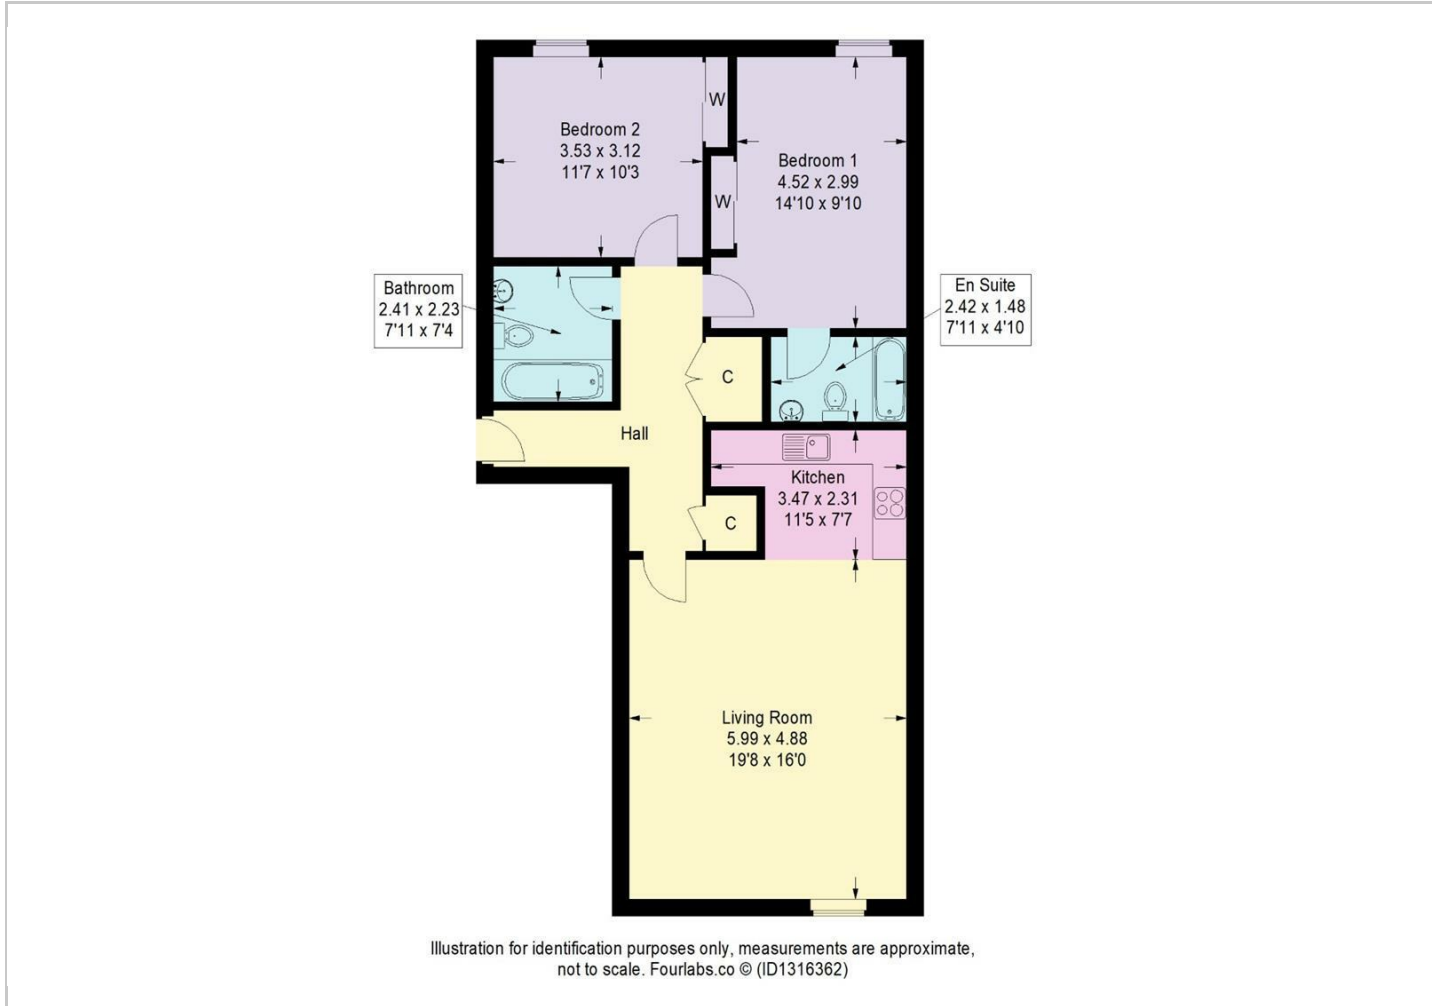 Bedroom 2
3.53 x 3.12
11'7 x 10'3
W
W
Bedroom 1
4.52 x 2.99
14'10 x 9'10
Bathroom
2.41 x 2.23
7'11 x 7'4
En Suite
2.42 x 1.48
7'11 x 4'10
C
Hall
Kitchen
3.47 x 2.31
11'5 x 7'7
C
Living Room
5.99 x 4.88
19'8 x 16'0
Illustration for identification purposes only, measurements are approximate,
not to scale. Fourlabs.co © (ID1316362)